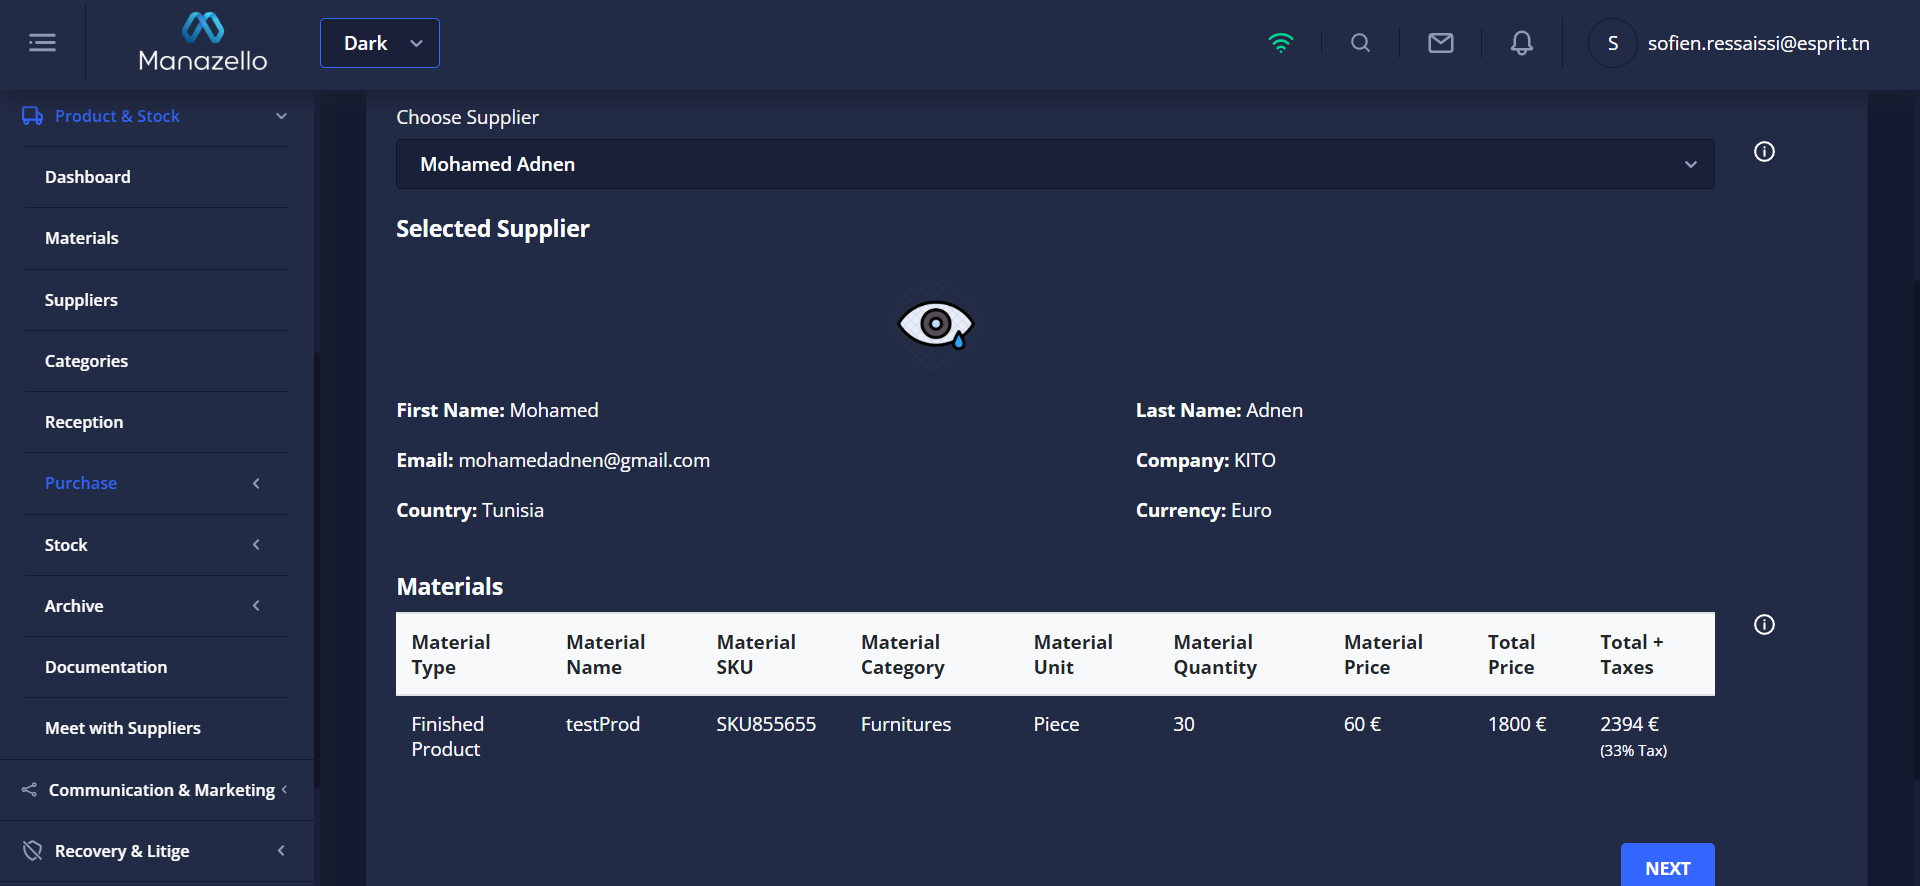 Manazello
Dark
S
sofien.ressaissi@esprit.tn
Product & Stock
Dashboard
Materials
Suppliers
Categories
Reception
Purchase
Stock
Archive
Documentation
Meet with Suppliers
Communication & Marketing
Recovery & Litige
Choose Supplier
Mohamed Adnen
Selected Supplier
First Name: Mohamed
Last Name: Adnen
Email: mohamedadnen@gmail.com
Company: KITO
Country: Tunisia
Currency: Euro
Materials
Material Type
Material Name
Material SKU
Material Category
Material Unit
Material Quantity
Material Price
Total Price
Total + Taxes
Finished Product
testProd
SKU855655
Furnitures
Piece
30
60 €
1800 €
2394 €
(33% Tax)
NEXT